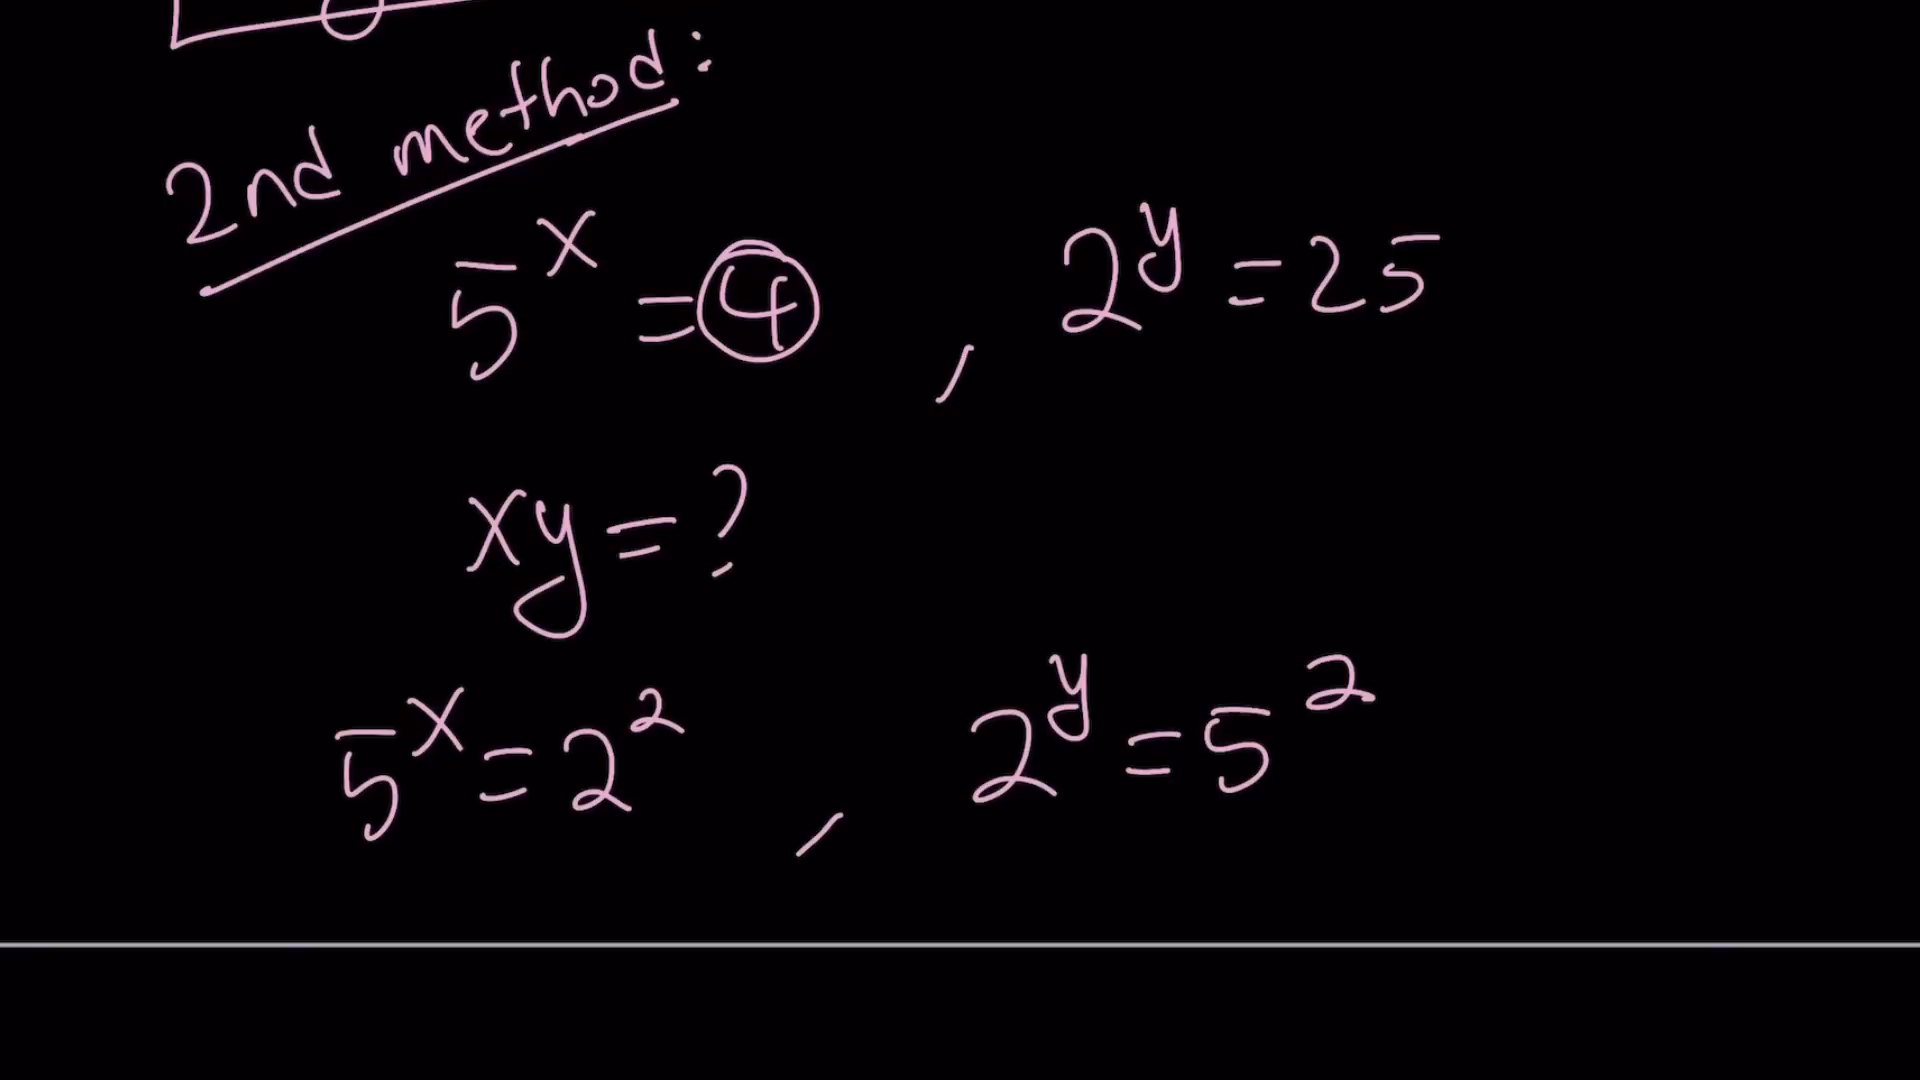 2nd method:
5^x = 4 , 2^y = 25
xy = ?
5^x = 2^2 , 2^y = 5^2